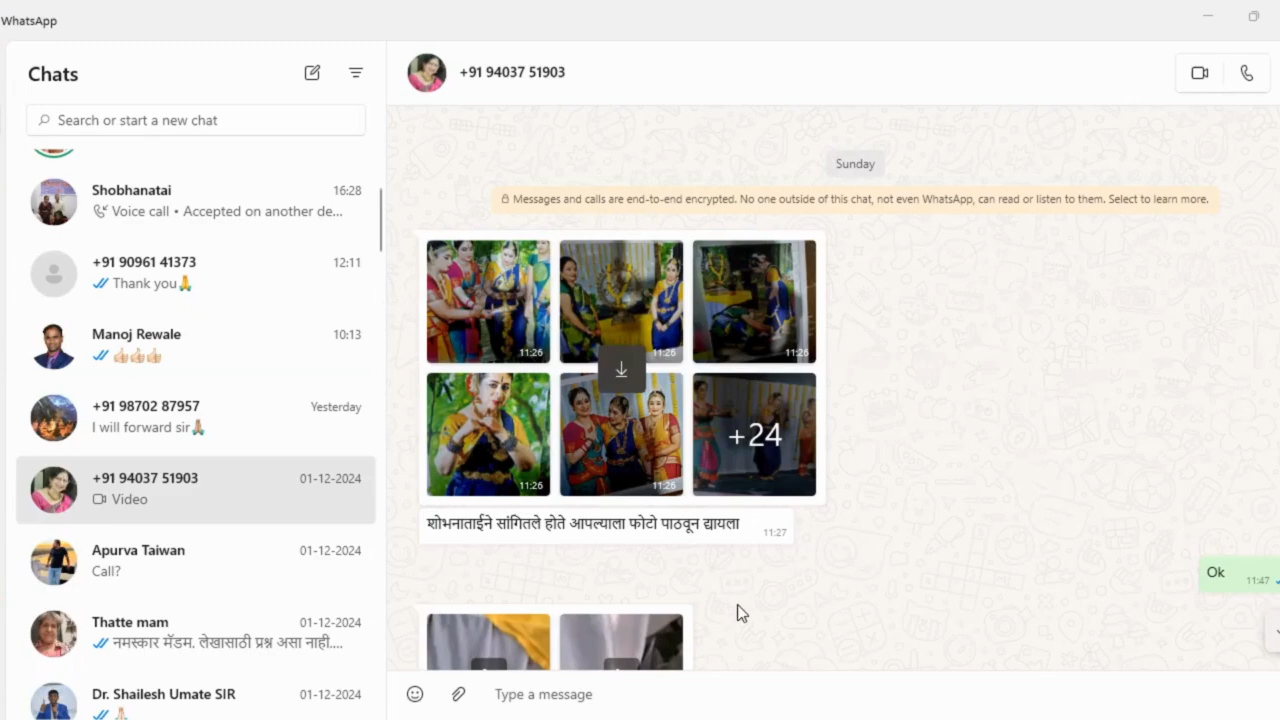 WhatsApp
Chats
Search or start a new chat
Shobhanatai 16:28
Voice call • Accepted on another de...
+91 90961 41373 12:11
Thank you🙏
Manoj Rewale 10:13
👍🏻👍🏻👍🏻
+91 98702 87957 Yesterday
I will forward sir🙏🏻
+91 94037 51903 01-12-2024
Video
Apurva Taiwan 01-12-2024
Call?
Thatte mam 01-12-2024
नमस्कार मॅडम. लेखासाठी प्रश्न असा नाही....
Dr. Shailesh Umate SIR 01-12-2024
🙏🏻
+91 94037 51903
Sunday
Messages and calls are end-to-end encrypted. No one outside of this chat, not even WhatsApp, can read or listen to them. Select to learn more.
11:26 11:26 11:26
11:26 11:26 +24
शोभनाताईने सांगितले होते आपल्याला फोटो पाठवून द्यायला 11:27
Ok 11:47
Type a message